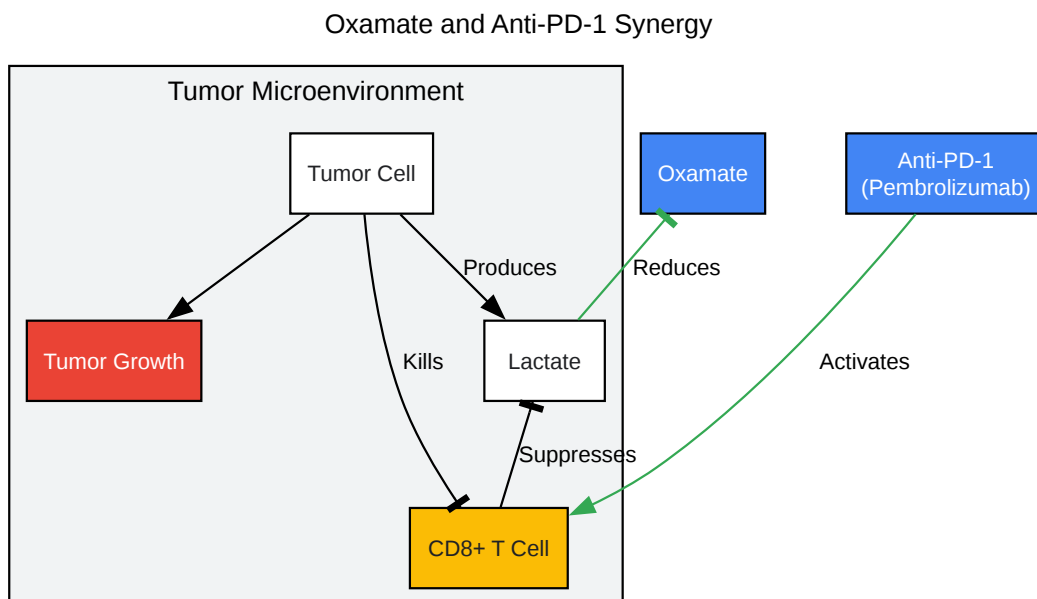 Oxamate and Anti-PD-1 Synergy
Tumor Microenvironment
Tumor Cell
Oxamate
Anti-PD-1
(Pembrolizumab)
Produces
Reduces
Tumor Growth
Kills
Lactate
Activates
Suppresses
CD8+ T Cell